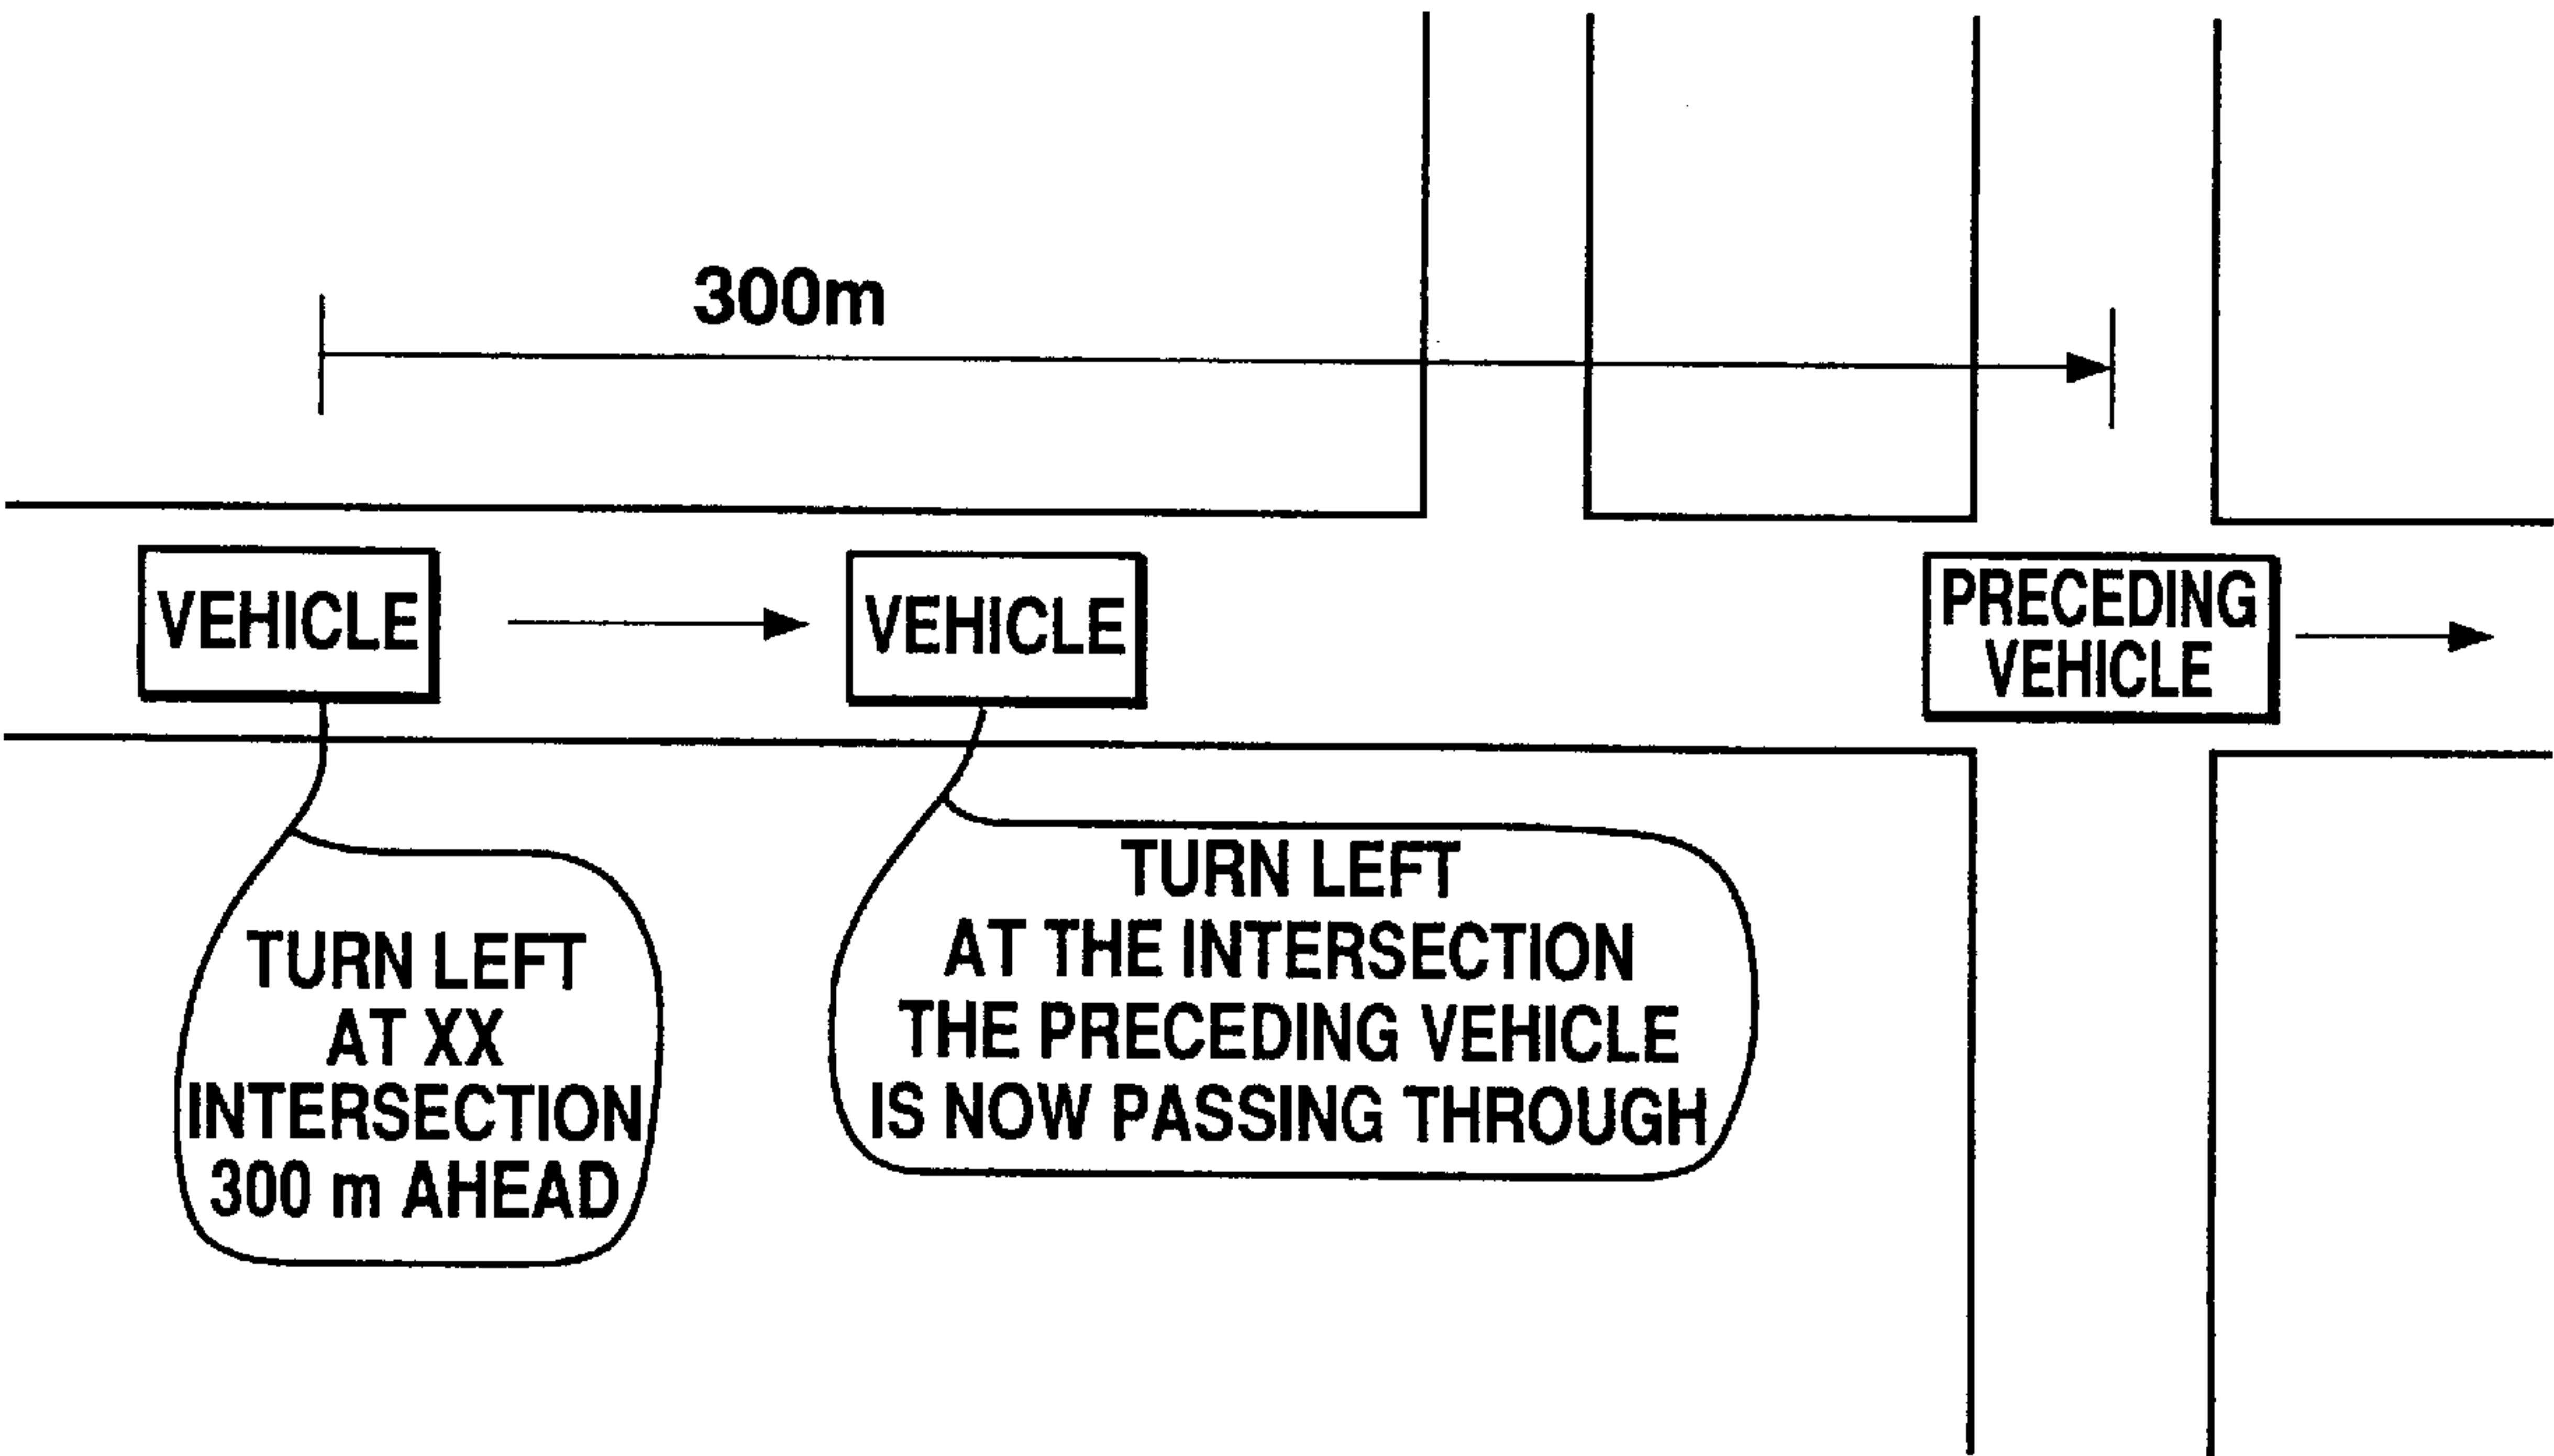 300m
VEHICLE
VEHICLE
PRECEDING
VEHICLE
TURN LEFT
AT XX
INTERSECTION
300 m AHEAD
TURN LEFT
AT THE INTERSECTION
THE PRECEDING VEHICLE
IS NOW PASSING THROUGH